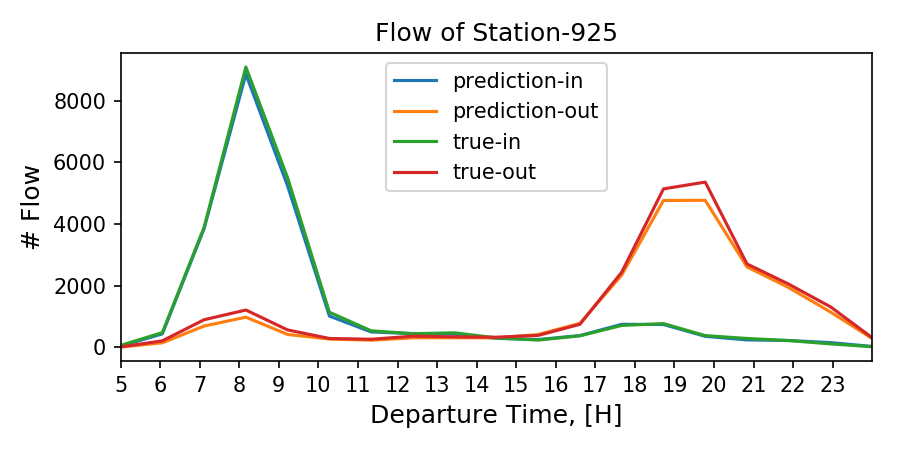 Flow of Station-925
# Flow
8000
6000
4000
2000
0
prediction-in
prediction-out
true-in
true-out
5 6 7 8 9 10 11 12 13 14 15 16 17 18 19 20 21 22 23
Departure Time, [H]